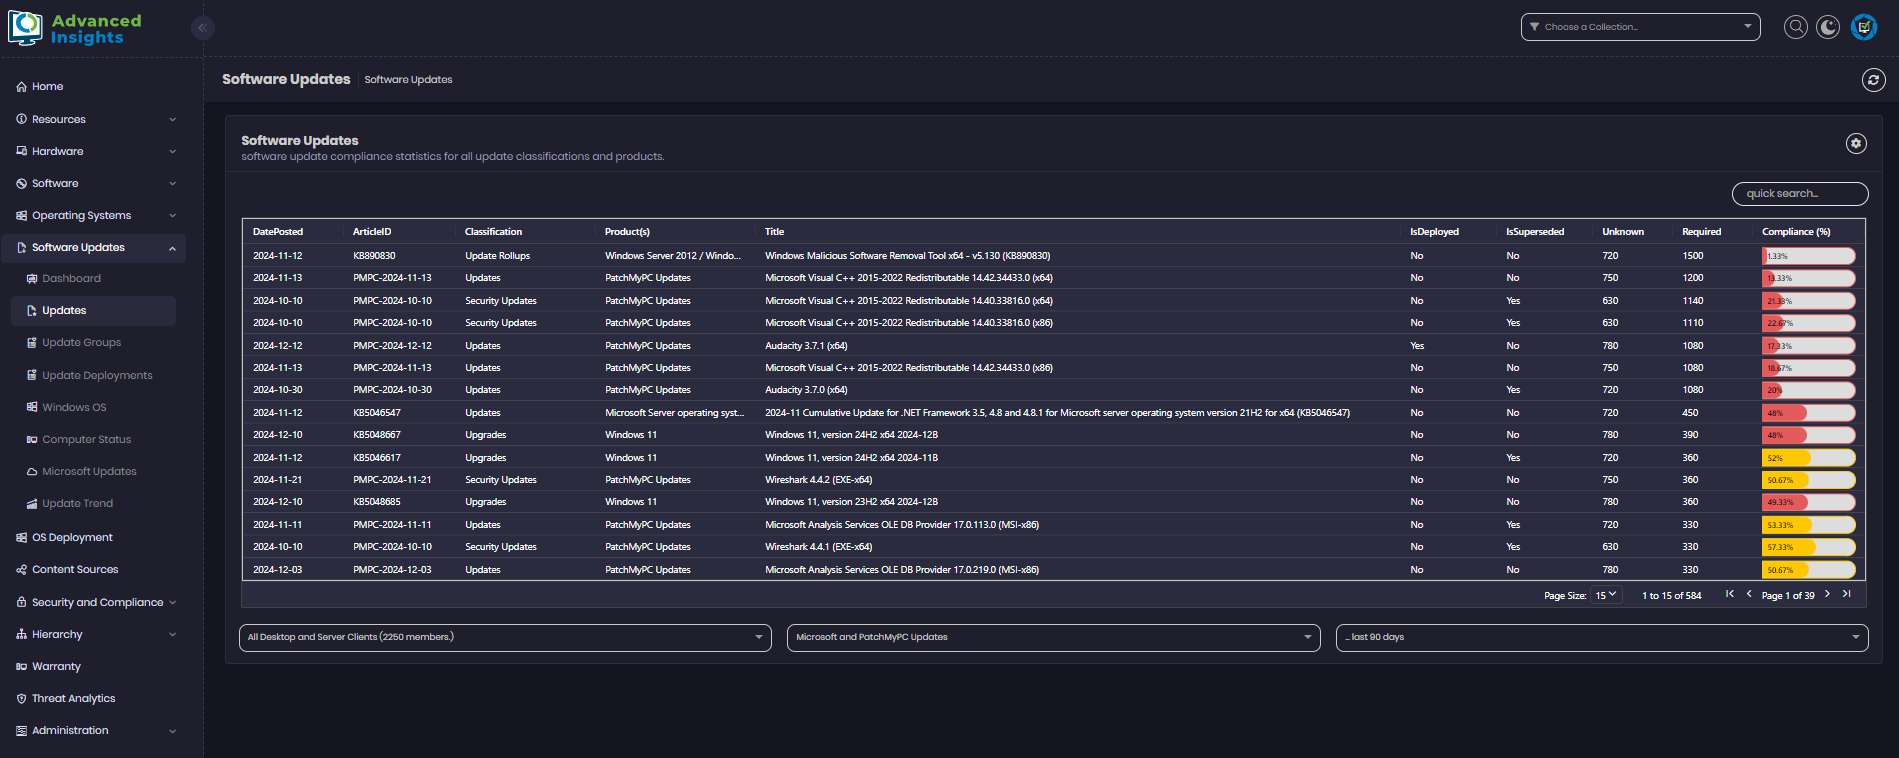 Advanced
Insights
Choose a Collection...
Home
Resources
Hardware
Software
Operating Systems
Software Updates
Dashboard
Updates
Update Groups
Update Deployments
Windows OS
Computer Status
Microsoft Updates
Update Trend
OS Deployment
Content Sources
Security and Compliance
Hierarchy
Warranty
Threat Analytics
Administration
Software Updates Software Updates
Software Updates
software update compliance statistics for all update classifications and products.
quick search...
DatePosted ArticleID Classification Product(s) Title IsDeployed IsSuperseded Unknown Required Compliance (%)
2024-11-12 KB890830 Update Rollups Windows Server 2012 / Windo... Windows Malicious Software Removal Tool x64 - v5.130 (KB890830) No No 720 1500 1.33%
2024-11-13 PMPC-2024-11-13 Updates PatchMyPC Updates Microsoft Visual C++ 2015-2022 Redistributable 14.42.34433.0 (x64) No No 750 1200 13.33%
2024-10-10 PMPC-2024-10-10 Security Updates PatchMyPC Updates Microsoft Visual C++ 2015-2022 Redistributable 14.40.33816.0 (x64) No Yes 630 1140 21.33%
2024-10-10 PMPC-2024-10-10 Security Updates PatchMyPC Updates Microsoft Visual C++ 2015-2022 Redistributable 14.40.33816.0 (x86) No Yes 630 1110 22.67%
2024-12-12 PMPC-2024-12-12 Updates PatchMyPC Updates Audacity 3.7.1 (x64) Yes No 780 1080 17.33%
2024-11-13 PMPC-2024-11-13 Updates PatchMyPC Updates Microsoft Visual C++ 2015-2022 Redistributable 14.42.34433.0 (x86) No No 750 1080 18.67%
2024-10-30 PMPC-2024-10-30 Updates PatchMyPC Updates Audacity 3.7.0 (x64) No Yes 720 1080 20%
2024-11-12 KB5046547 Updates Microsoft Server operating syst... 2024-11 Cumulative Update for .NET Framework 3.5, 4.8 and 4.8.1 for Microsoft server operating system version 21H2 for x64 (KB5046547) No No 720 450 48%
2024-12-10 KB5048667 Upgrades Windows 11 Windows 11, version 24H2 x64 2024-12B No No 780 390 48%
2024-11-12 KB5046617 Upgrades Windows 11 Windows 11, version 24H2 x64 2024-11B No Yes 720 360 52%
2024-11-21 PMPC-2024-11-21 Security Updates PatchMyPC Updates Wireshark 4.4.2 (EXE-x64) No No 750 360 50.67%
2024-12-10 KB5048685 Upgrades Windows 11 Windows 11, version 23H2 x64 2024-12B No No 780 360 49.33%
2024-11-11 PMPC-2024-11-11 Updates PatchMyPC Updates Microsoft Analysis Services OLE DB Provider 17.0.113.0 (MSI-x86) No Yes 720 330 53.33%
2024-10-10 PMPC-2024-10-10 Security Updates PatchMyPC Updates Wireshark 4.4.1 (EXE-x64) No Yes 630 330 57.33%
2024-12-03 PMPC-2024-12-03 Updates PatchMyPC Updates Microsoft Analysis Services OLE DB Provider 17.0.219.0 (MSI-x86) No No 780 330 50.67%
Page Size: 15 1 to 15 of 584 Page 1 of 39
All Desktop and Server Clients (2250 members.) Microsoft and PatchMyPC Updates ... last 90 days